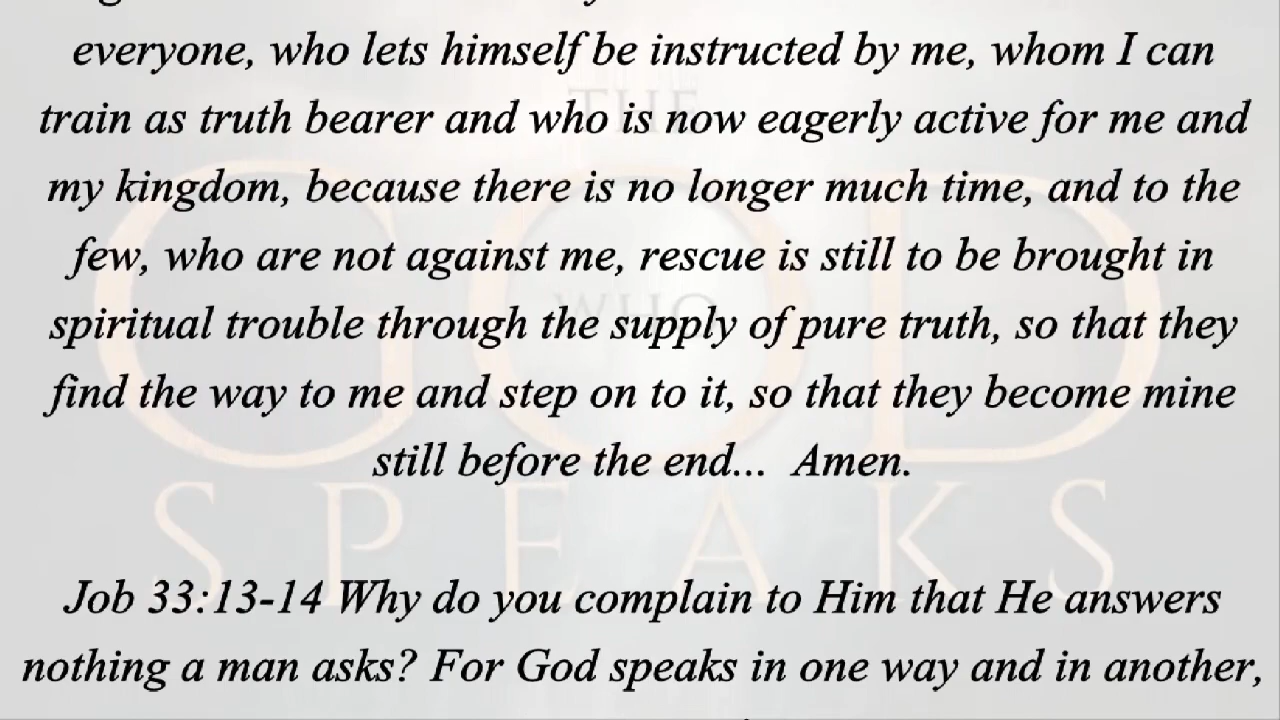 everyone, who lets himself be instructed by me, whom I can
train as truth bearer and who is now eagerly active for me and
my kingdom, because there is no longer much time, and to the
few, who are not against me, rescue is still to be brought in
spiritual trouble through the supply of pure truth, so that they
find the way to me and step on to it, so that they become mine
still before the end... Amen.
Job 33:13-14 Why do you complain to Him that He answers
nothing a man asks? For God speaks in one way and in another,
THE
GOD
WHO
SPEAKS